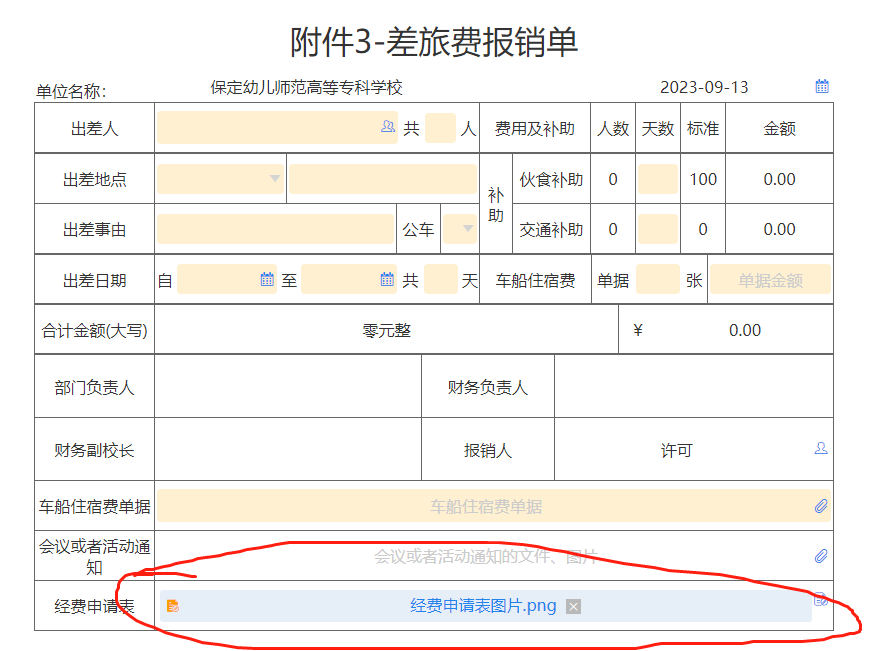 附件3-差旅费报销单
单位名称: 保定幼儿师范高等专科学校 2023-09-13
出差人 共 人 费用及补助 人数 天数 标准 金额
出差地点 补助 伙食补助 0 100 0.00
出差事由 公车 交通补助 0 0 0.00
出差日期 自 至 共 天 车船住宿费 单据 张 单据金额
合计金额(大写) 零元整 ¥ 0.00
部门负责人 财务负责人
财务副校长 报销人 许可
车船住宿费单据 车船住宿费单据
会议或者活动通知 会议或者活动通知的文件、图片
经费申请表 经费申请表图片.png